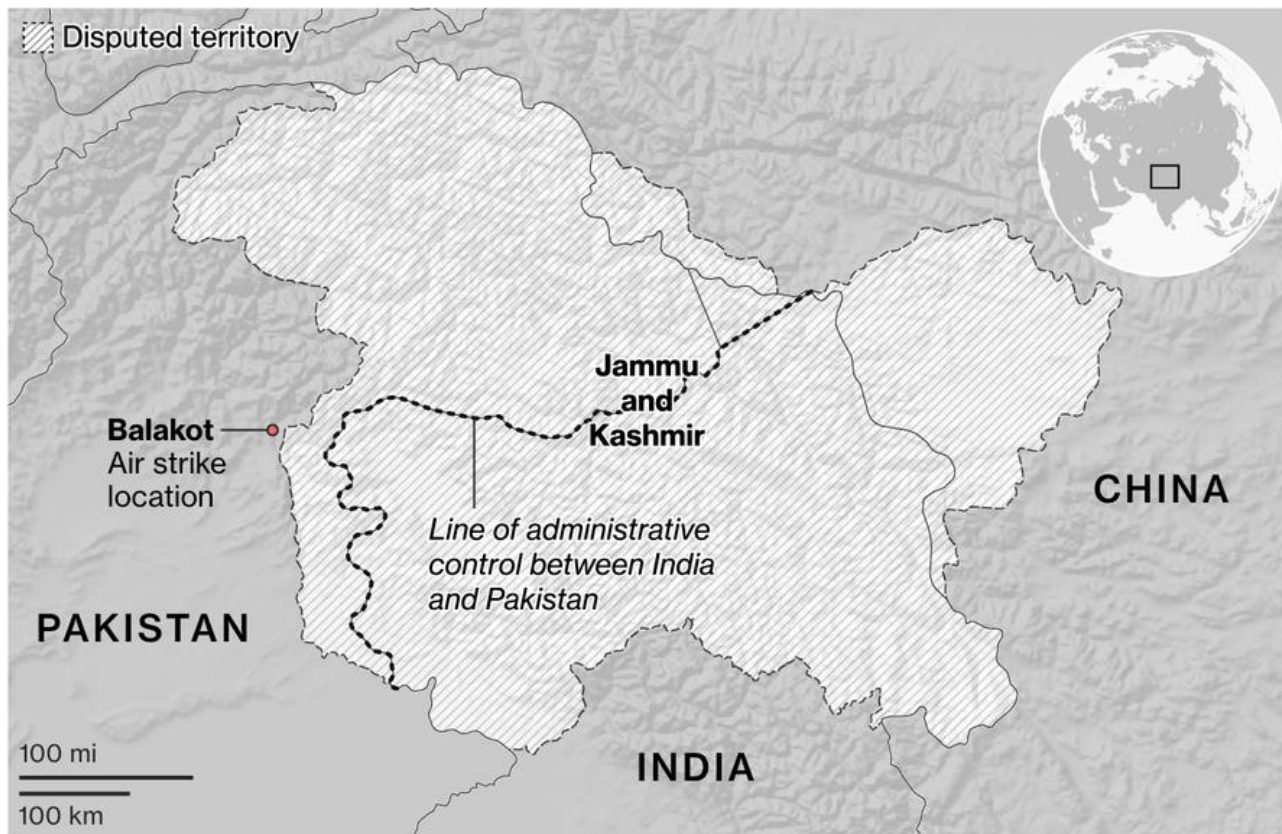 Disputed territory
Jammu
and
Kashmir
Balakot
Air strike
location
CHINA
Line of administrative
control between India
and Pakistan
PAKISTAN
INDIA
100 mi
100 km